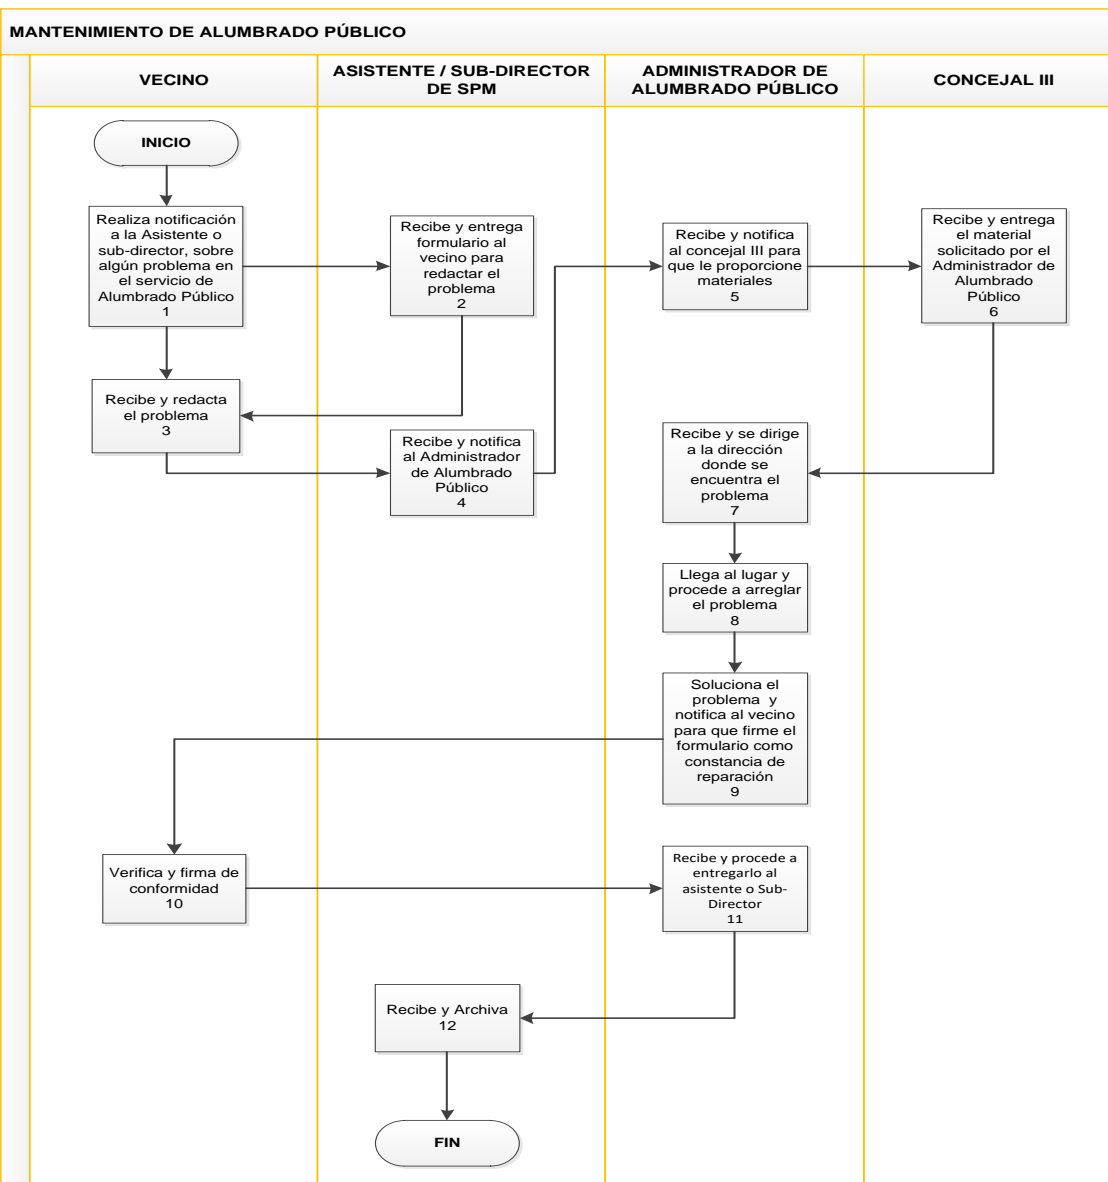 MANTENIMIENTO DE ALUMBRADO PÚBLICO
VECINO
ASISTENTE / SUB-DIRECTOR
DE SPM
ADMINISTRADOR DE
ALUMBRADO PÚBLICO
CONCEJAL III
INICIO
Realiza notificación
a la Asistente o
sub-director, sobre
algún problema en
el servicio de
Alumbrado Público
1
Recibe y entrega
formulario al
vecino para
redactar el
problema
2
Recibe y redacta
el problema
3
Recibe y notifica
al Administrador
de Alumbrado
Público
4
Recibe y notifica
al concejal III para
que le proporcione
materiales
5
Recibe y entrega
el material
solicitado por el
Administrador de
Alumbrado
Público
6
Recibe y se dirige
a la dirección
donde se
encuentra el
problema
7
Llega al lugar y
procede a arreglar
el problema
8
Soluciona el
problema y
notifica al vecino
para que firme el
formulario como
constancia de
reparación
9
Verifica y firma de
conformidad
10
Recibe y procede a
entregarlo al
asistente o Sub-
Director
11
Recibe y Archiva
12
FIN